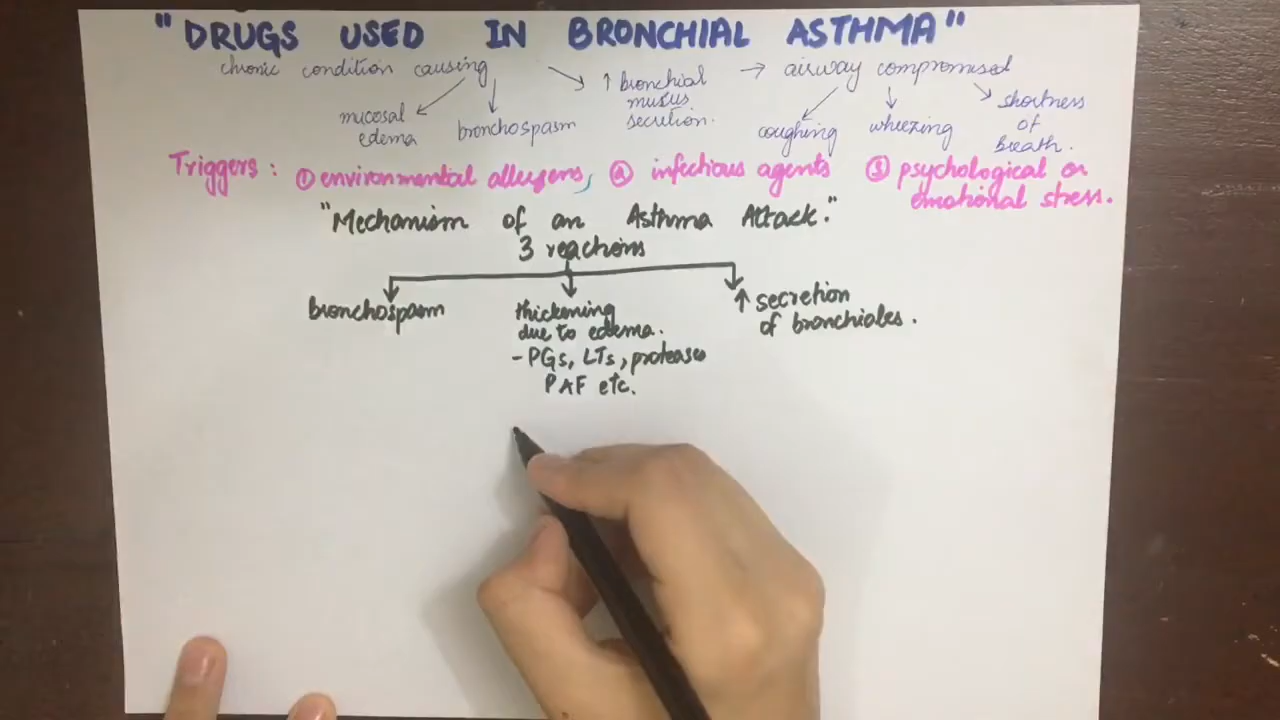 "DRUGS USED IN BRONCHIAL ASTHMA"
chronic condition causing
mucosal edema
bronchospasm
↑ bronchial mucus secretion.
→ airway compromised
coughing
wheezing
shortness of breath.
Triggers: ① environmental allergens, ② infectious agents ③ psychological or emotional stress.
"Mechanism of an Asthma Attack."
3 reactions
bronchospasm
thickening
due to edema.
- PGs, LTs, proteases
PAF etc.
↑ secretion
of bronchioles.